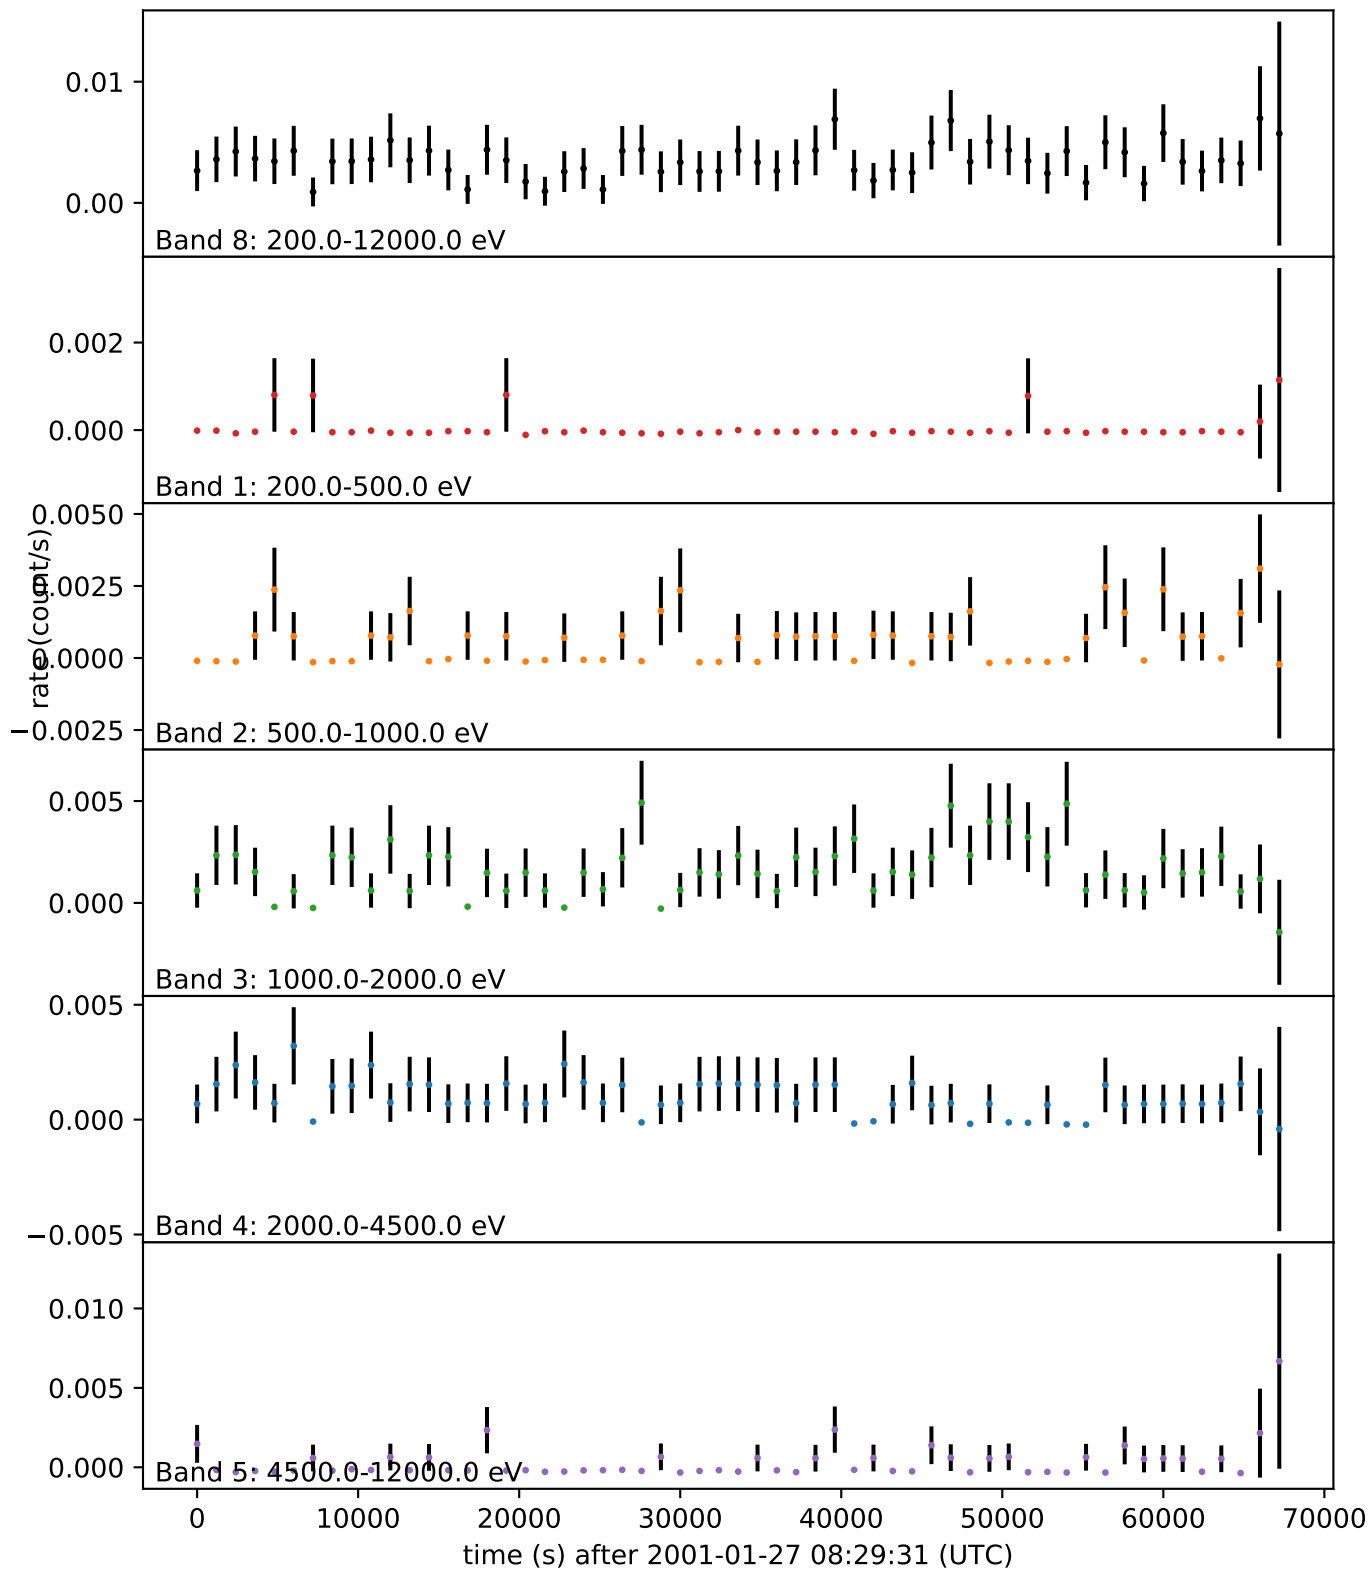 0.01
0.00
Band 8: 200.0-12000.0 eV
0.002
0.000
Band 1: 200.0-500.0 eV
0.0050
0.0025
0.0000
−0.0025
rate (count/s)
Band 2: 500.0-1000.0 eV
0.005
0.000
Band 3: 1000.0-2000.0 eV
0.005
0.000
−0.005
Band 4: 2000.0-4500.0 eV
0.010
0.005
0.000
Band 5: 4500.0-12000.0 eV
0 10000 20000 30000 40000 50000 60000 70000
time (s) after 2001-01-27 08:29:31 (UTC)